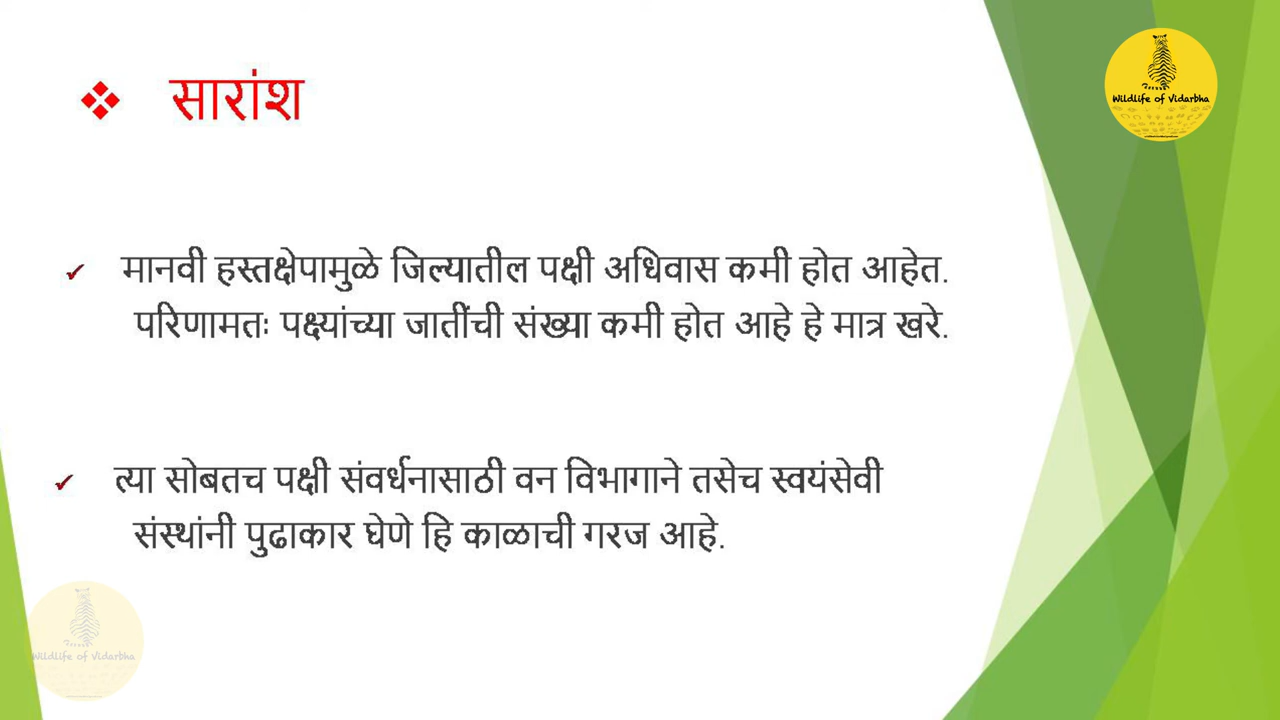 ❖ सारांश
Wildlife of Vidarbha
✔ मानवी हस्तक्षेपामुळे जिल्यातील पक्षी अधिवास कमी होत आहेत.
परिणामतः पक्ष्यांच्या जातींची संख्या कमी होत आहे हे मात्र खरे.
✔ त्या सोबतच पक्षी संवर्धनासाठी वन विभागाने तसेच स्वयंसेवी
संस्थांनी पुढाकार घेणे हि काळाची गरज आहे.
Wildlife of Vidarbha